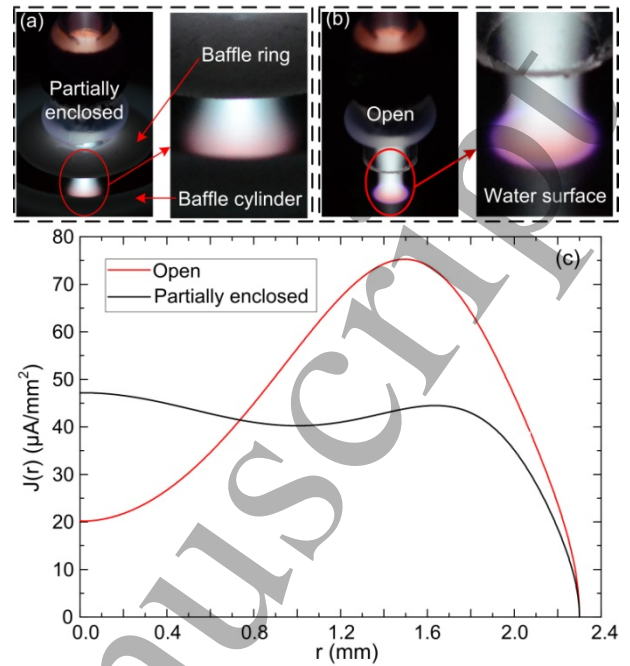 (a)
Partially
enclosed
Baffle ring
Baffle cylinder
(b)
Open
Water surface
80
70
60
50
40
30
20
10
0
J(r) (μA/mm²)
Open
Partially enclosed
(c)
0.0 0.4 0.8 1.2 1.6 2.0 2.4
r (mm)